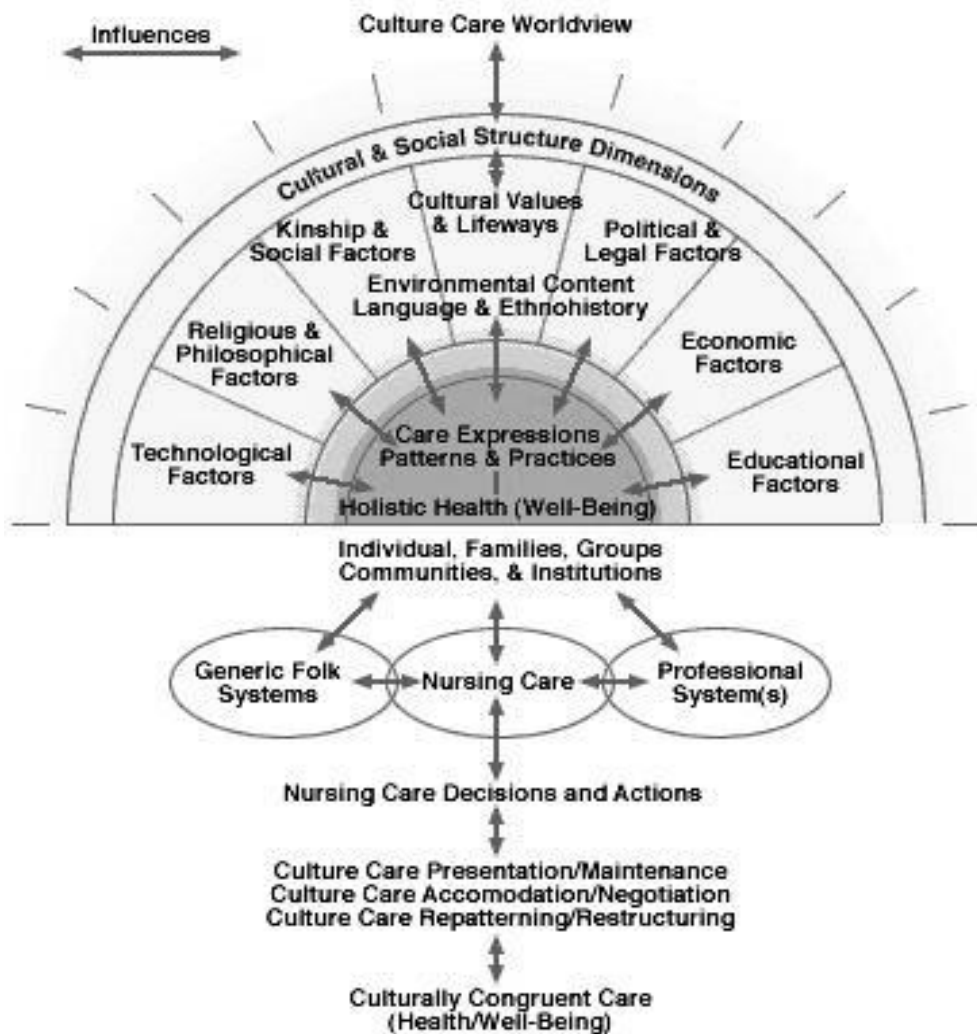 Influences
Culture Care Worldview
Cultural & Social Structure Dimensions
Cultural Values
& Lifeways
Kinship &
Social Factors
Political &
Legal Factors
Environmental Content
Language & Ethnohistory
Religious &
Philosophical
Factors
Economic
Factors
Technological
Factors
Educational
Factors
Care Expressions
Patterns & Practices
Holistic Health (Well-Being)
Individual, Families, Groups
Communities, & Institutions
Generic Folk
Systems
Nursing Care
Professional
System(s)
Nursing Care Decisions and Actions
Culture Care Presentation/Maintenance
Culture Care Accomodation/Negotiation
Culture Care Repatterning/Restructuring
Culturally Congruent Care
(Health/Well-Being)